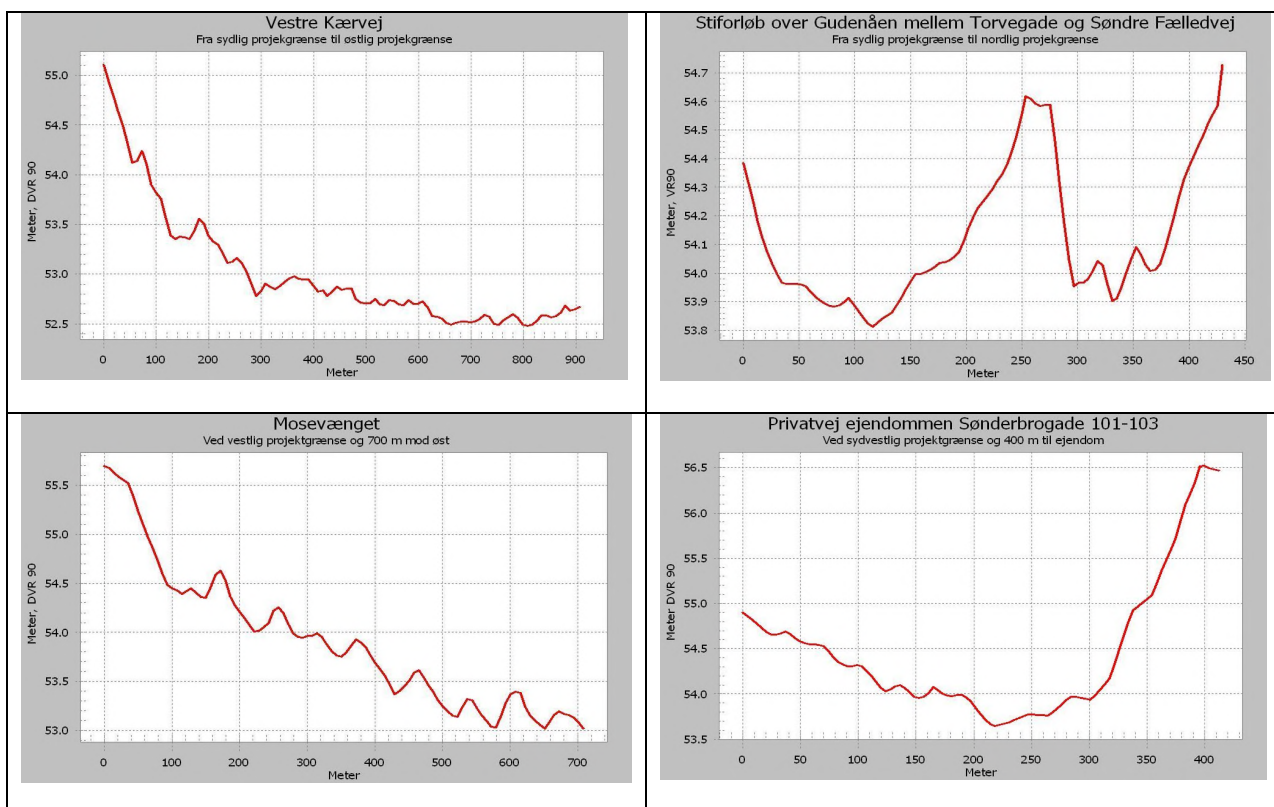 Vestre Kærvej
Fra sydlig projekgrænse til østlig projekgrænse
Meter, DVR 90
55.0
54.5
54.0
53.5
53.0
52.5
0 100 200 300 400 500 600 700 800 900
Meter
Stiforløb over Gudenåen mellem Torvegade og Søndre Fælledvej
Fra sydlig projekgrænse til nordlig projekgrænse
Meter, VR90
54.7
54.6
54.5
54.4
54.3
54.2
54.1
54.0
53.9
53.8
0 50 100 150 200 250 300 350 400 450
Meter
Mosevænget
Ved vestlig projektgrænse og 700 m mod øst
Meter, DVR 90
55.5
55.0
54.5
54.0
53.5
53.0
0 100 200 300 400 500 600 700
Meter
Privatvej ejendommen Sønderbrogade 101-103
Ved sydvestlig projektgrænse og 400 m til ejendom
Meter DVR 90
56.5
56.0
55.5
55.0
54.5
54.0
53.5
0 50 100 150 200 250 300 350 400
Meter